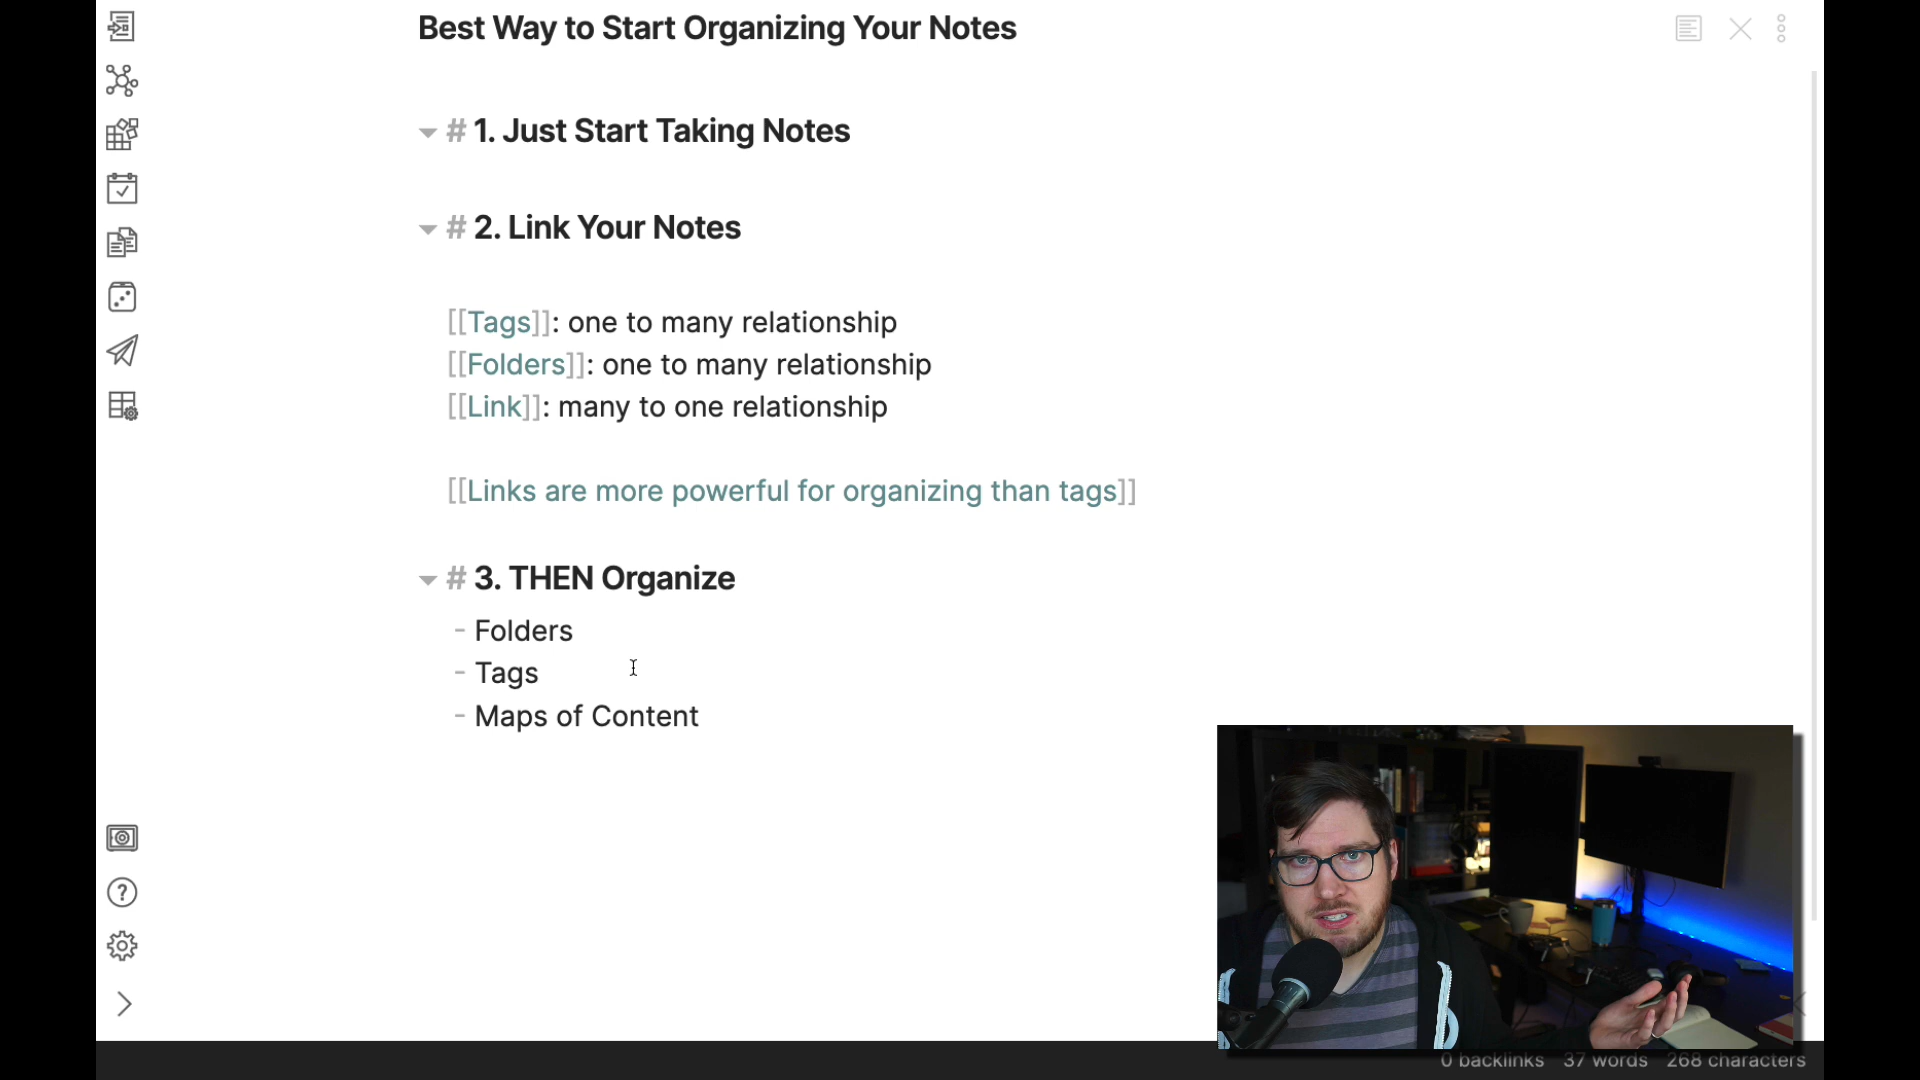 Best Way to Start Organizing Your Notes
# 1. Just Start Taking Notes
# 2. Link Your Notes
[[Tags]]: one to many relationship
[[Folders]]: one to many relationship
[[Link]]: many to one relationship
[[Links are more powerful for organizing than tags]]
# 3. THEN Organize
- Folders
- Tags
- Maps of Content
0 backlinks 37 words 268 characters